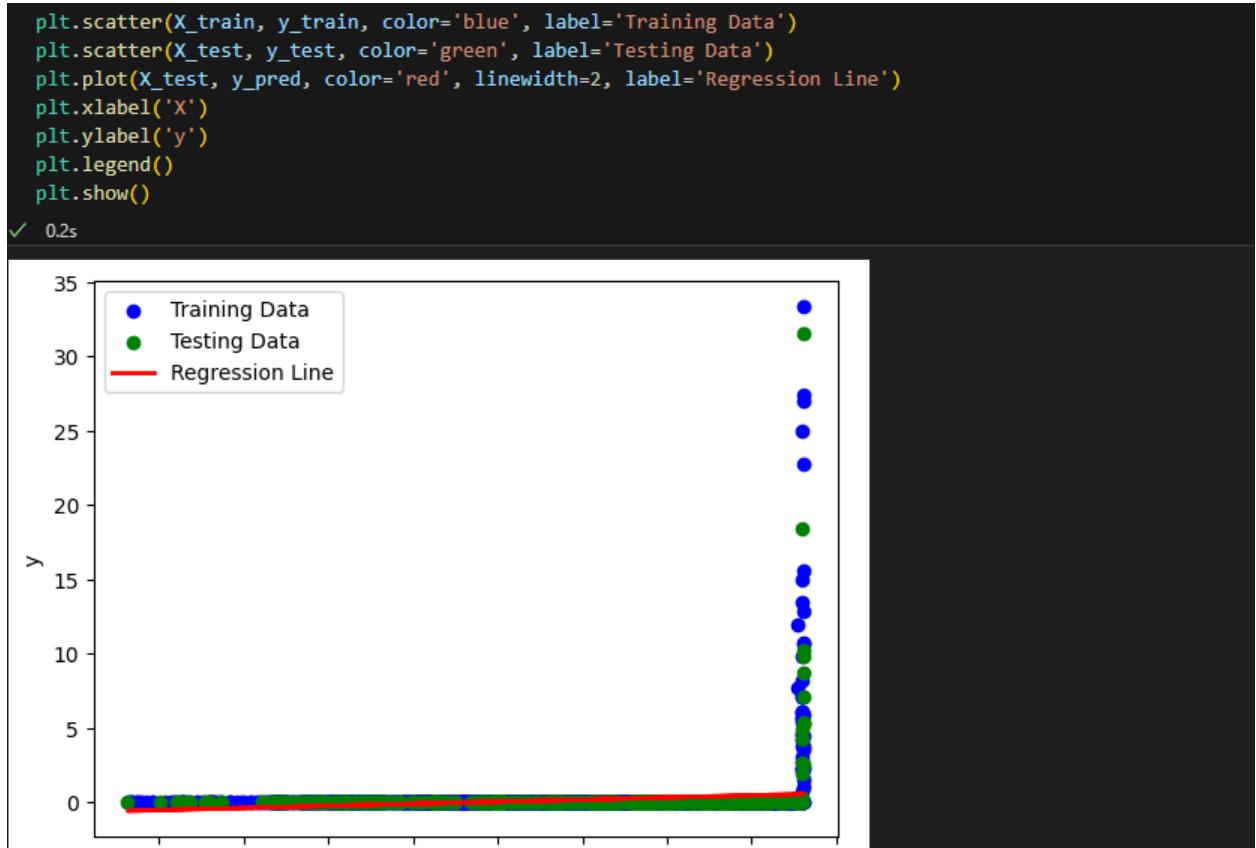 plt.scatter(X_train, y_train, color='blue', label='Training Data')
plt.scatter(X_test, y_test, color='green', label='Testing Data')
plt.plot(X_test, y_pred, color='red', linewidth=2, label='Regression Line')
plt.xlabel('X')
plt.ylabel('y')
plt.legend()
plt.show()
0.2s
35
Training Data
Testing Data
Regression Line
30
25
20
y
15
10
5
0